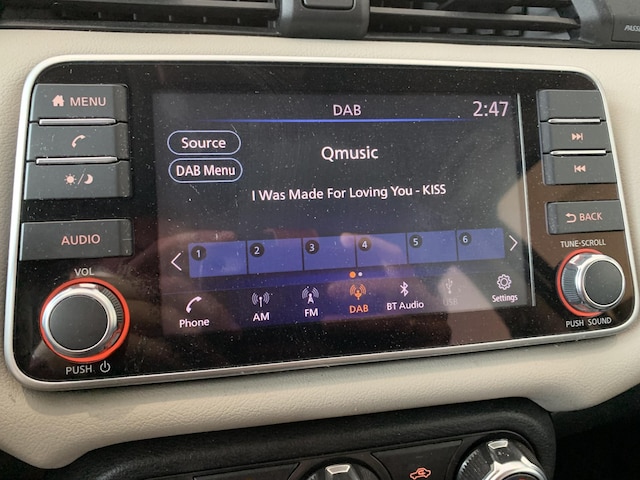 PASSE
MENU
DAB
2:47
Source
Qmusic
DAB Menu
I Was Made For Loving You - KISS
AUDIO
BACK
VOL
TUNE-SCROLL
1 2 3 4 5 6
Phone AM FM DAB BT Audio USB Settings
PUSH
PUSH SOUND